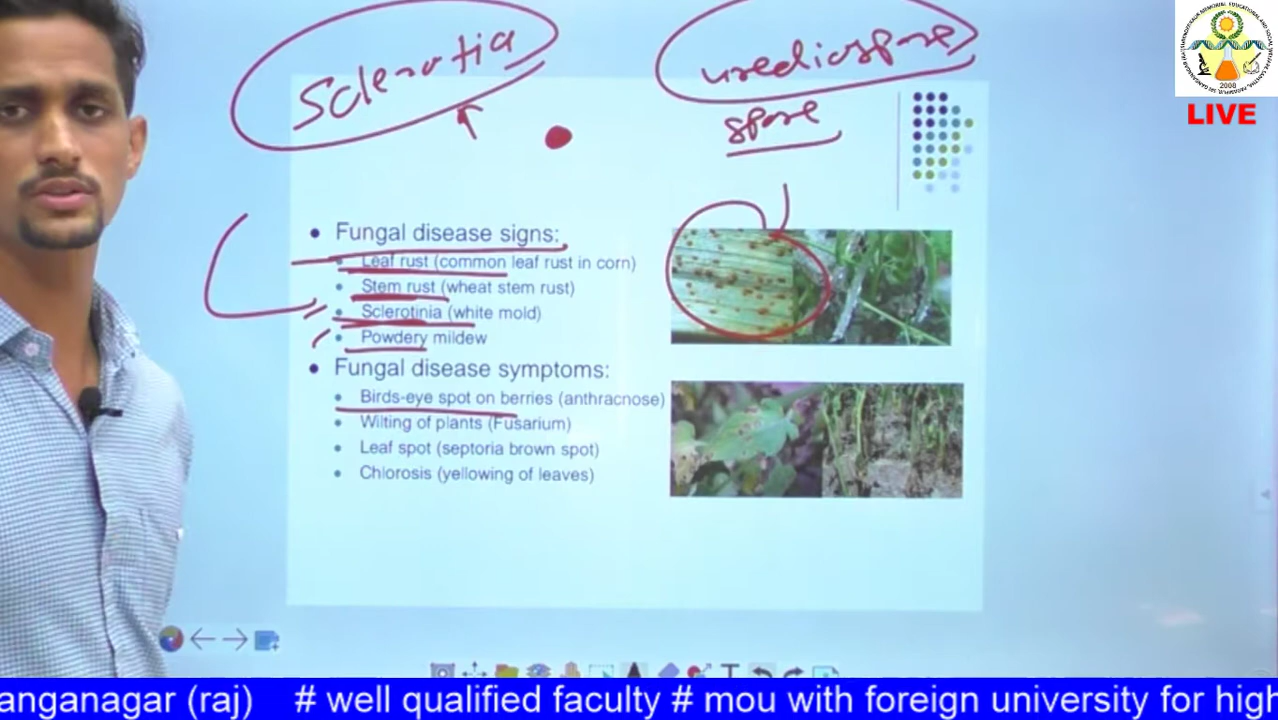 Sclerotia
urediospore
spore
2008
LIVE
Fungal disease signs:
Leaf rust (common leaf rust in corn)
Stem rust (wheat stem rust)
Sclerotinia (white mold)
Powdery mildew
Fungal disease symptoms:
Birds-eye spot on berries (anthracnose)
Wilting of plants (Fusarium)
Leaf spot (septoria brown spot)
Chlorosis (yellowing of leaves)
anganagar (raj) # well qualified faculty # mou with foreign university for high